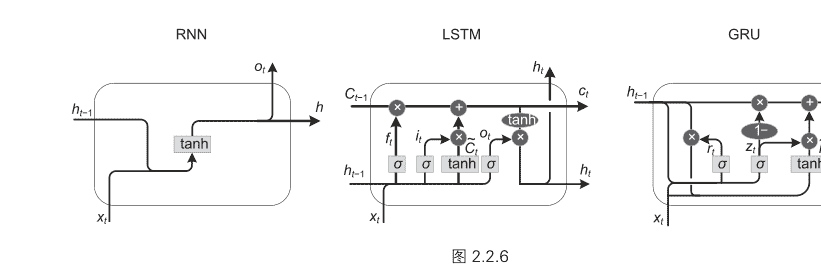 RNN LSTM GRU
o_t h_t
h_{t-1} h C_{t-1} × + c_t h_{t-1} × +
tanh 1-
tanh f_t i_t × C̃_t o_t × × r_t z_t ×
σ σ tanh σ σ σ tanh
h_{t-1} h_t
x_t x_t x_t
图 2.2.6